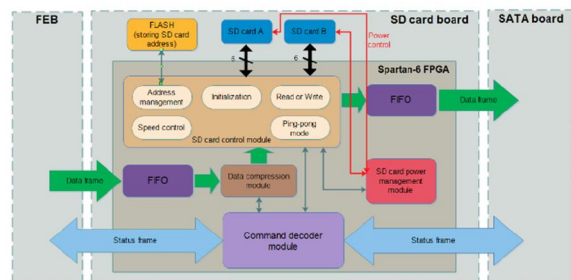 FEB
SD card board
SATA board
FLASH
(storing SD card
address)
SD card A
SD card B
Power
control
6
6
Spartan-6 FPGA
Address
management
Initialization
Read or Write
Speed control
Ping-pong
mode
SD card control module
FIFO
Data frame
Data frame
FIFO
Data compression
module
SD card power
management
module
Command decoder
module
Status frame
Status frame